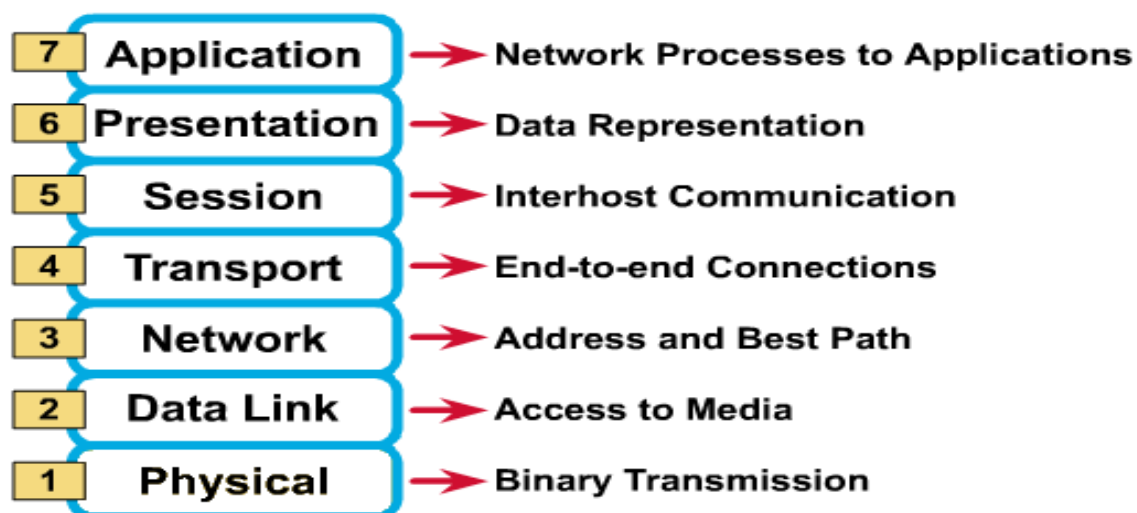 7 Application Network Processes to Applications
6 Presentation Data Representation
5 Session Interhost Communication
4 Transport End-to-end Connections
3 Network Address and Best Path
2 Data Link Access to Media
1 Physical Binary Transmission